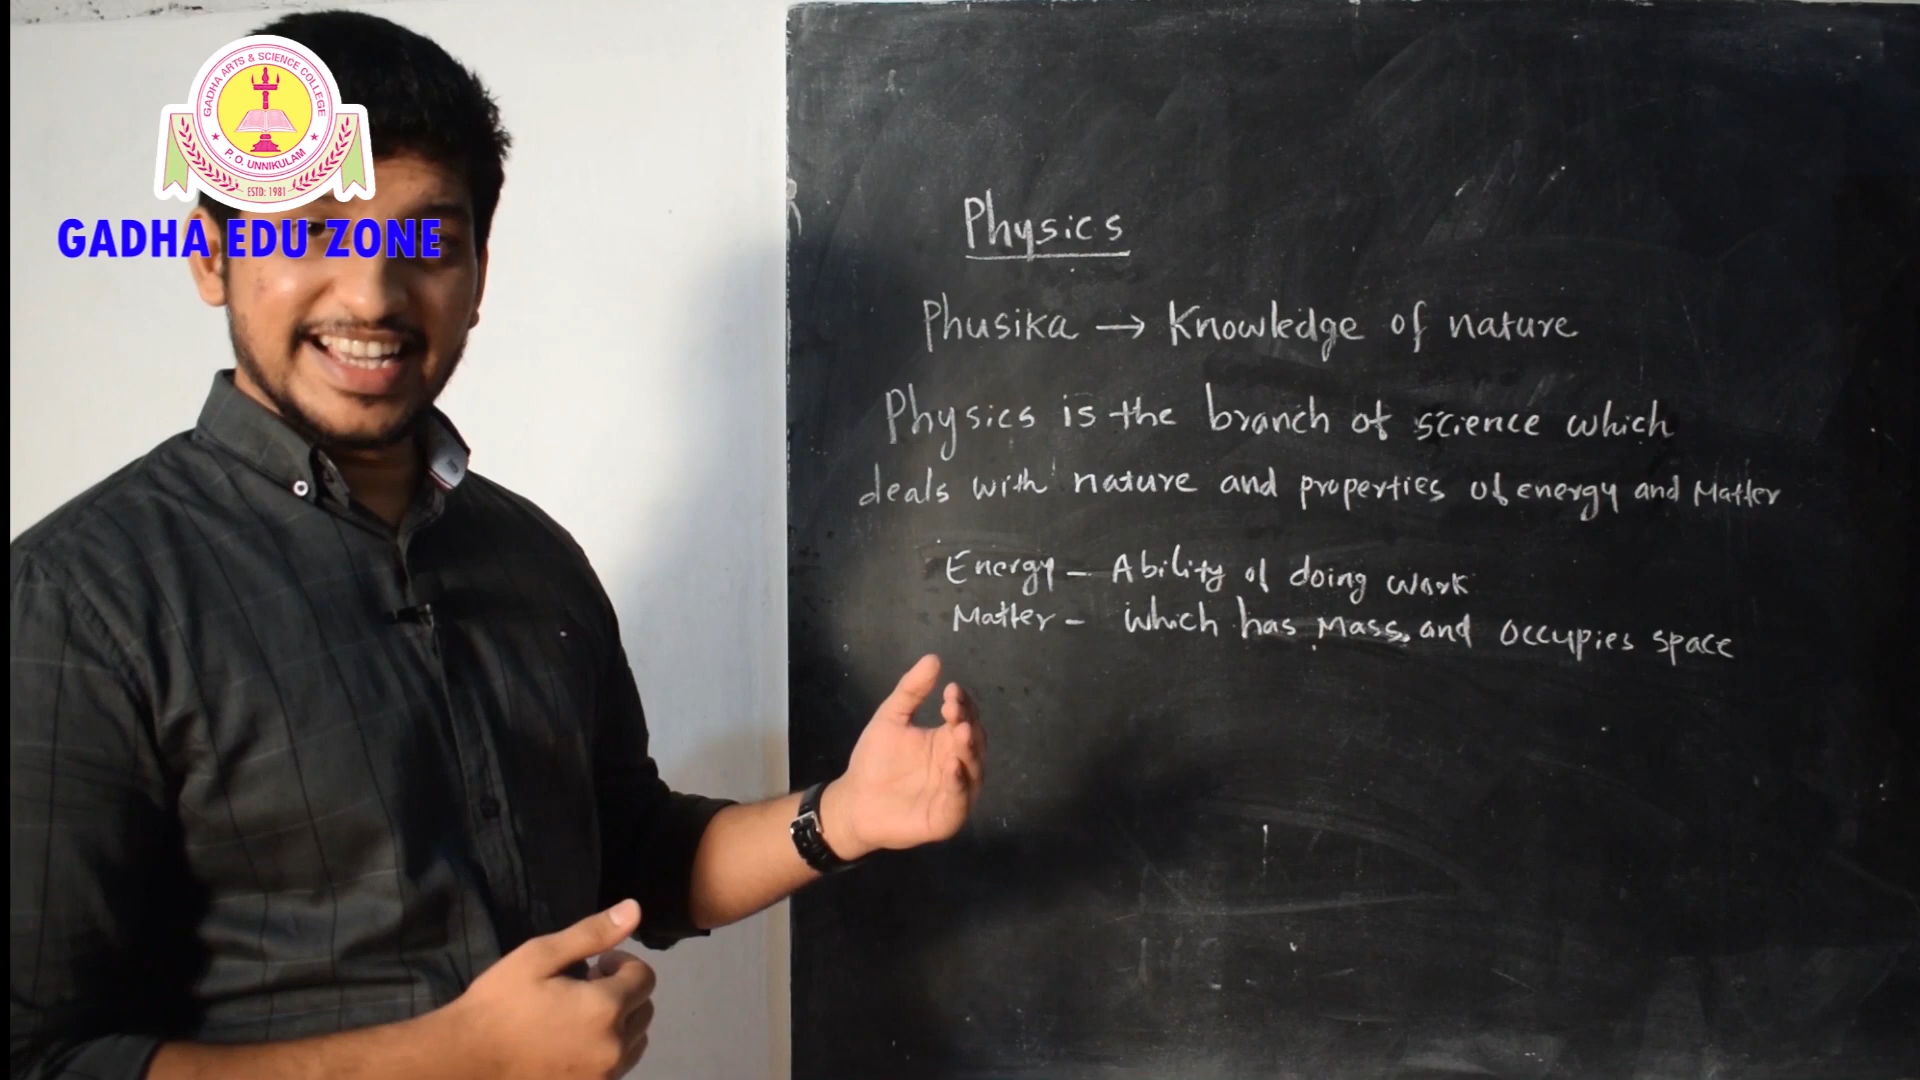 GADHA ARTS & SCIENCE COLLEGE
P. O. UNNIKULAM
ESTD: 1981
GADHA EDU ZONE
Physics
Phusika → Knowledge of nature
Physics is the branch of science which
deals with nature and properties of energy and Matter
Energy - Ability of doing work
Matter - which has Mass, and occupies space